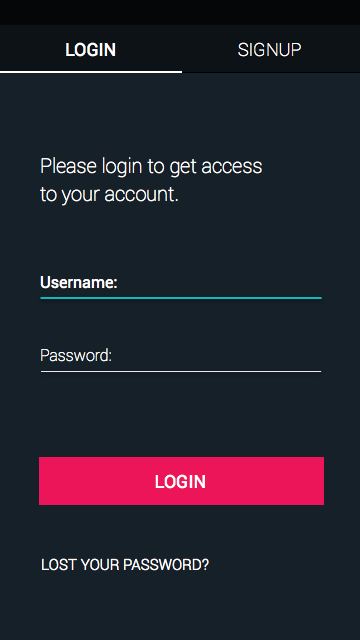 LOGIN
SIGNUP
Please login to get access
to your account.
Username:
Password:
LOGIN
LOST YOUR PASSWORD?